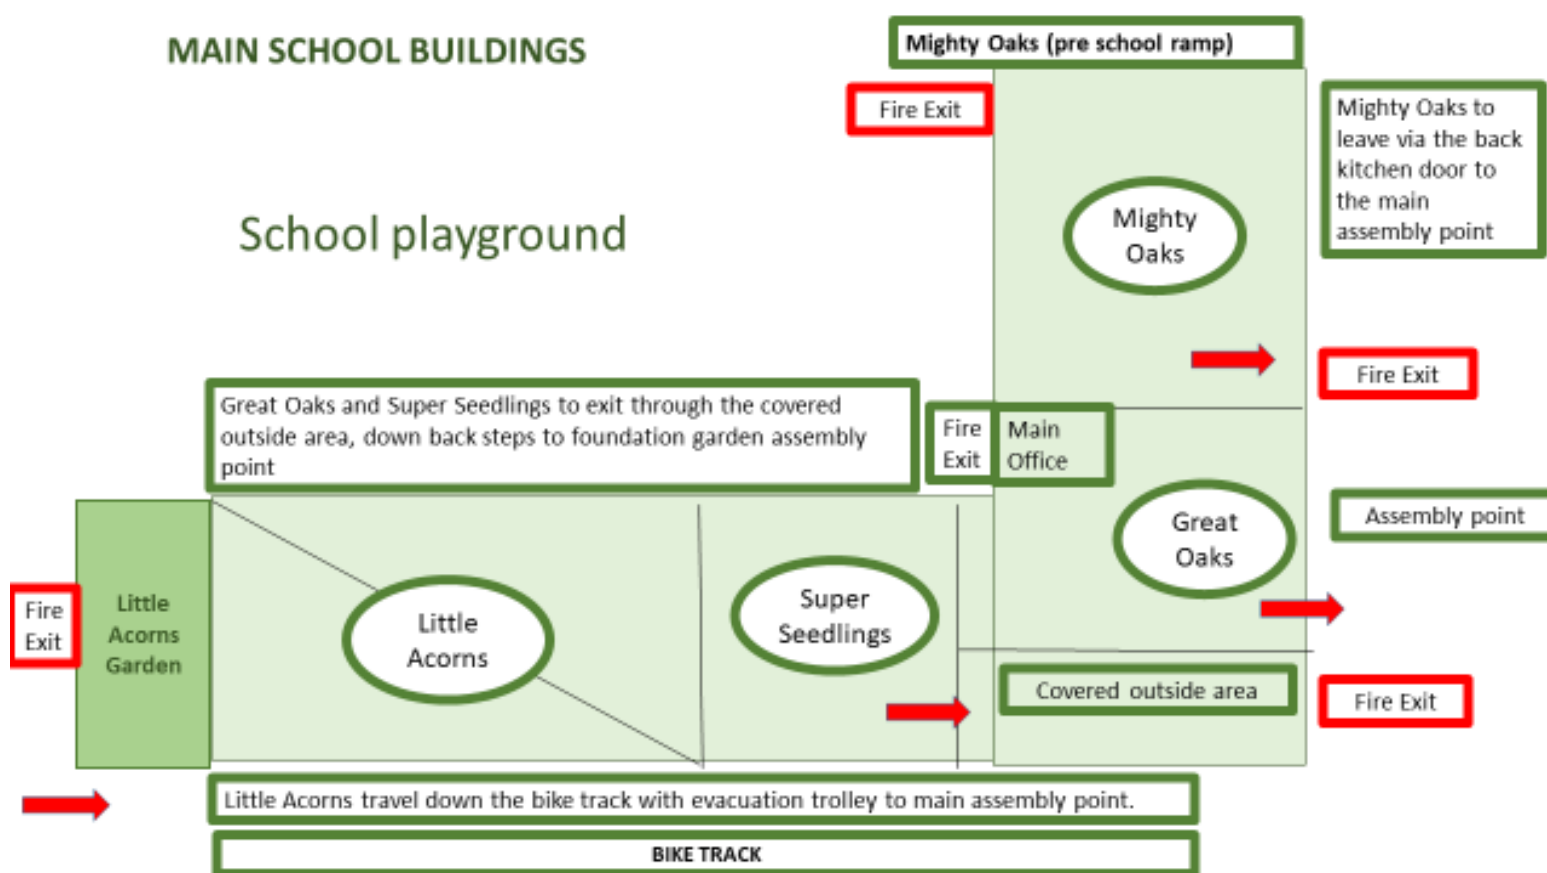 MAIN SCHOOL BUILDINGS
Mighty Oaks (pre school ramp)
Fire Exit
Mighty Oaks to
leave via the back
kitchen door to
the main
assembly point
School playground
Mighty
Oaks
Fire Exit
Great Oaks and Super Seedlings to exit through the covered
outside area, down back steps to foundation garden assembly
point
Fire
Exit
Main
Office
Great
Oaks
Assembly point
Fire
Exit
Little
Acorns
Garden
Little
Acorns
Super
Seedlings
Covered outside area
Fire Exit
Little Acorns travel down the bike track with evacuation trolley to main assembly point.
BIKE TRACK